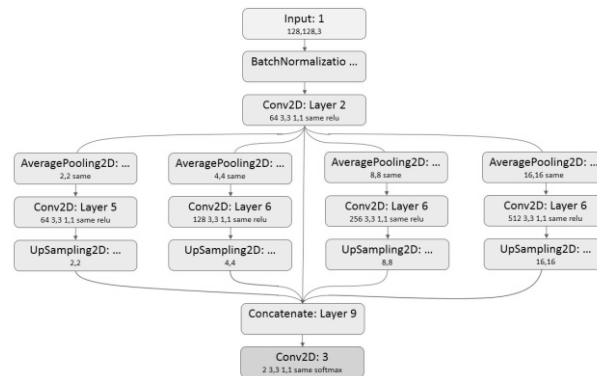 Input: 1
128,128,3
BatchNormalizatio ...
Conv2D: Layer 2
64 3,3 1,1 same relu
AveragePooling2D: ...
2,2 same
AveragePooling2D: ...
4,4 same
AveragePooling2D: ...
8,8 same
AveragePooling2D: ...
16,16 same
Conv2D: Layer 5
64 3,3 1,1 same relu
Conv2D: Layer 6
128 3,3 1,1 same relu
Conv2D: Layer 6
256 3,3 1,1 same relu
Conv2D: Layer 6
512 3,3 1,1 same relu
UpSampling2D: ...
2,2
UpSampling2D: ...
4,4
UpSampling2D: ...
8,8
UpSampling2D: ...
16,16
Concatenate: Layer 9
Conv2D: 3
2 3,3 1,1 same softmax